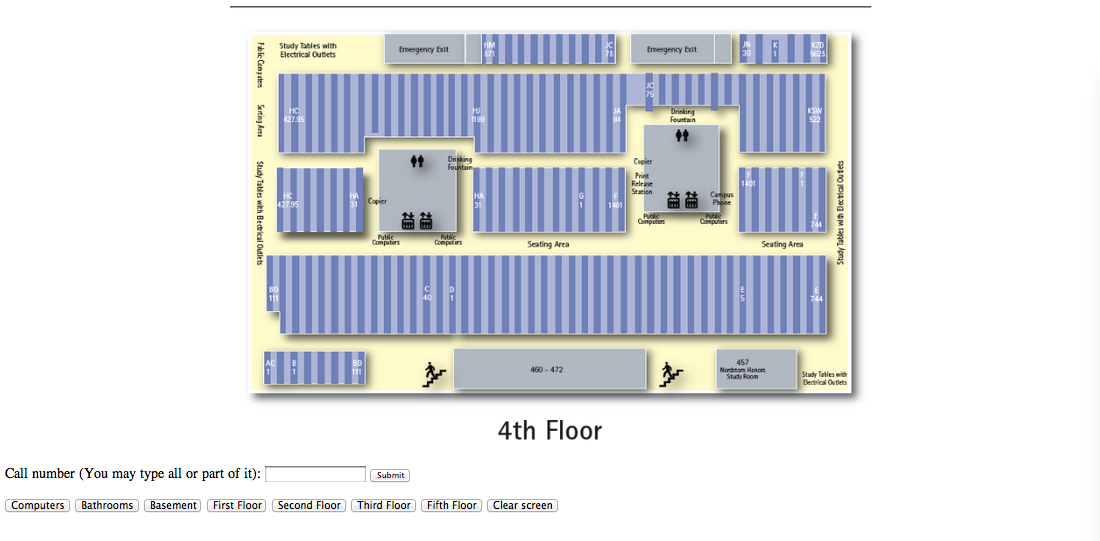 Public Computers
Study Tables with
Electrical Outlets
Emergency Exit
HM
571
JC
75
Emergency Exit
JN
30
K
1
KZD
5623
Sorting Area
HC
427.95
HJ
1199
JA
84
JC
75
KSW
522
Drinking
Fountain
Drinking
Fountain
Copier
Print
Release
Station
Campus
Phone
Public
Computers
Public
Computers
Study Tables with Electrical Outlets
HC
427.95
HA
31
Copier
HA
31
G
1
F
1401
F
1401
F
1
E
744
Study Tables with Electrical Outlets
Public
Computers
Public
Computers
Seating Area
Seating Area
BD
111
C
40
D
1
E
5
E
744
AC
1
B
1
BD
111
460 - 472
457
Nordstrom Honors
Study Room
Study Tables with
Electrical Outlets
4th Floor
Call number (You may type all or part of it): Submit
Computers Bathrooms Basement First Floor Second Floor Third Floor Fifth Floor Clear screen